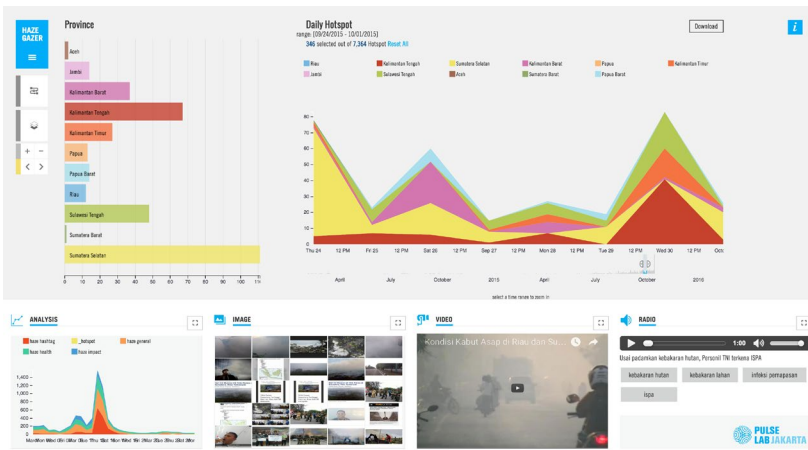 HAZE
GAZER
Province
Aceh
Jambi
Kalimantan Barat
Kalimantan Tengah
Kalimantan Timur
Papua
Papua Barat
Riau
Sulawesi Tengah
Sumatera Barat
Sumatera Selatan
0 10 20 30 40 50 60 70 80 90 100 110
Daily Hotspot
range: (09/24/2015 - 10/01/2015)
346 selected out of 7,364 Hotspot Reset All
Download
i
Riau Kalimantan Tengah Sumatera Selatan Kalimantan Barat Papua Kalimantan Timur
Jambi Sulawesi Tengah Aceh Sumatera Barat Papua Barat
80
70
60
50
40
30
20
10
0
Thu 24 12 PM Fri 25 12 PM Sat 26 12 PM Sep 27 12 PM Mon 28 12 PM Tue 29 12 PM Wed 30 12 PM Oct
April July October 2015 April July October 2016
select a time range to zoom in
ANALYSIS
haze hashtag _hotspot haze general
haze health haze impact
1,400
1,200
1,000
800
600
400
200
0
IMAGE
VIDEO
Kondisi Kabut Asap di Riau dan Su...
RADIO
1:00
Usai padamkan kebakaran hutan, Personil TNI terkena ISPA
kebakaran hutan kebakaran lahan infeksi pernapasan
ispa
PULSE
LAB JAKARTA